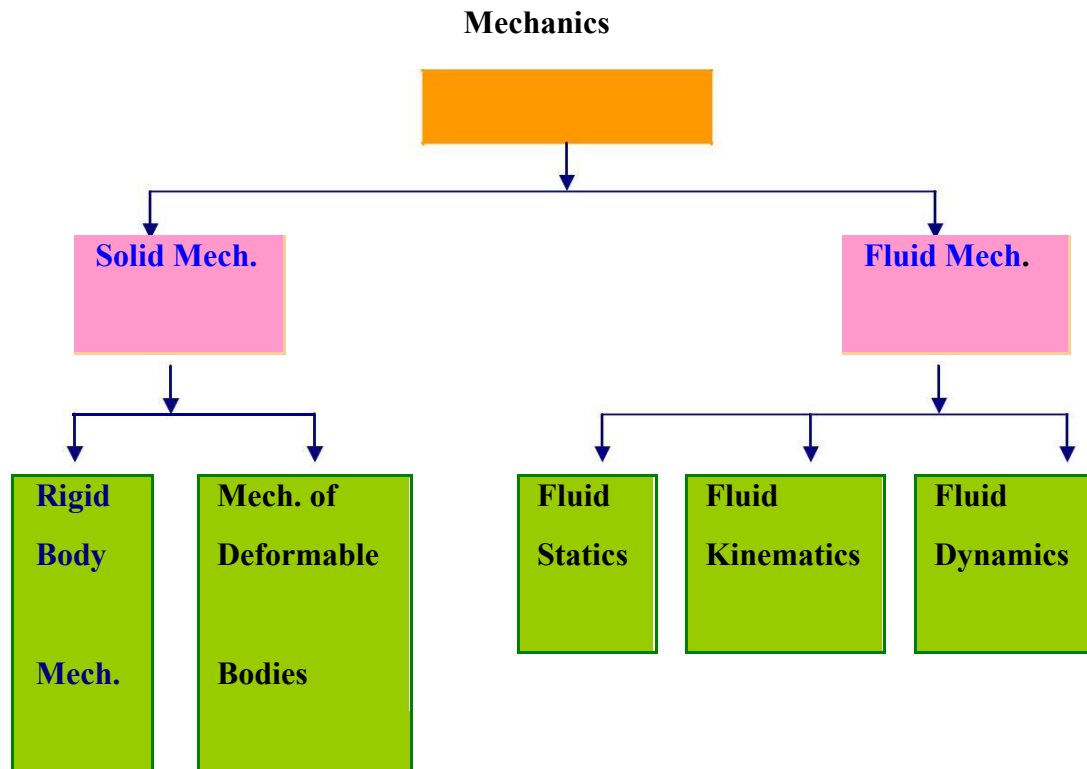 Mechanics
Solid Mech.
Fluid Mech.
Rigid
Body
Mech.
Mech. of
Deformable
Bodies
Fluid
Statics
Fluid
Kinematics
Fluid
Dynamics